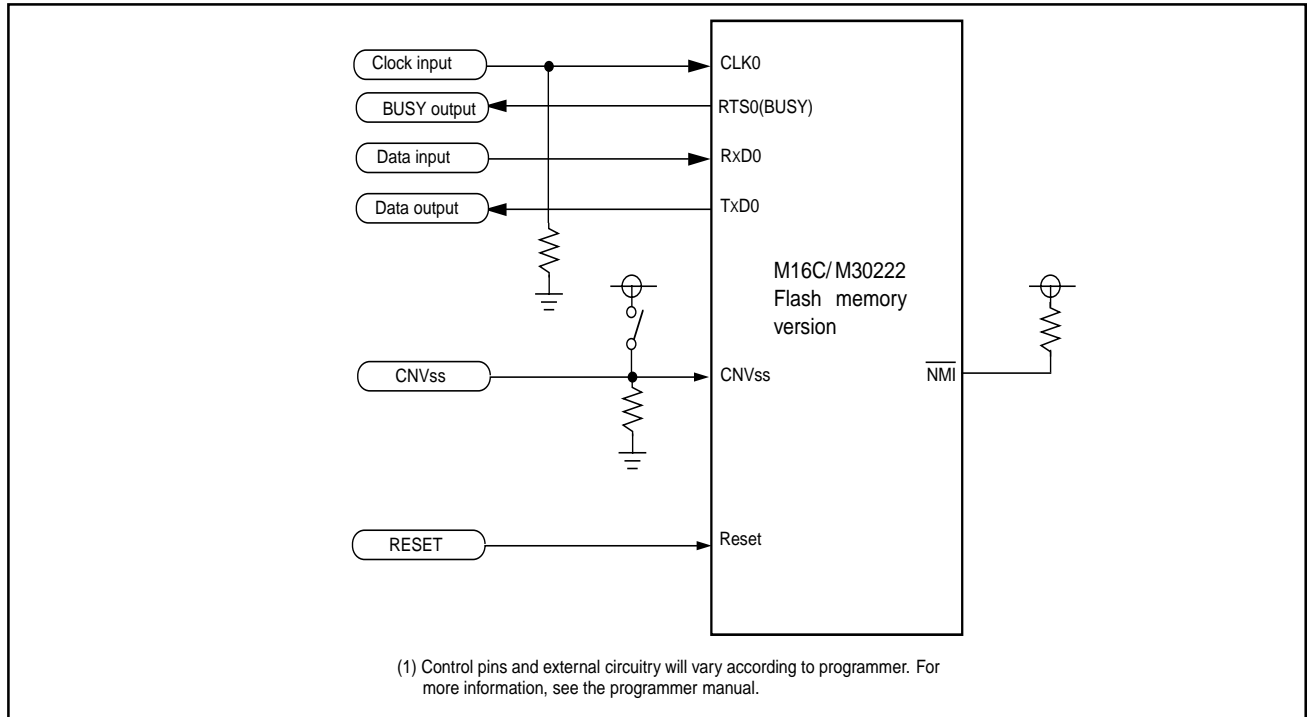 Clock input
CLK0
BUSY output
RTS0(BUSY)
Data input
RxD0
Data output
TxD0
M16C/ M30222
Flash memory
version
CNVss
CNVss
NMI
RESET
Reset
(1) Control pins and external circuitry will vary according to programmer. For
more information, see the programmer manual.